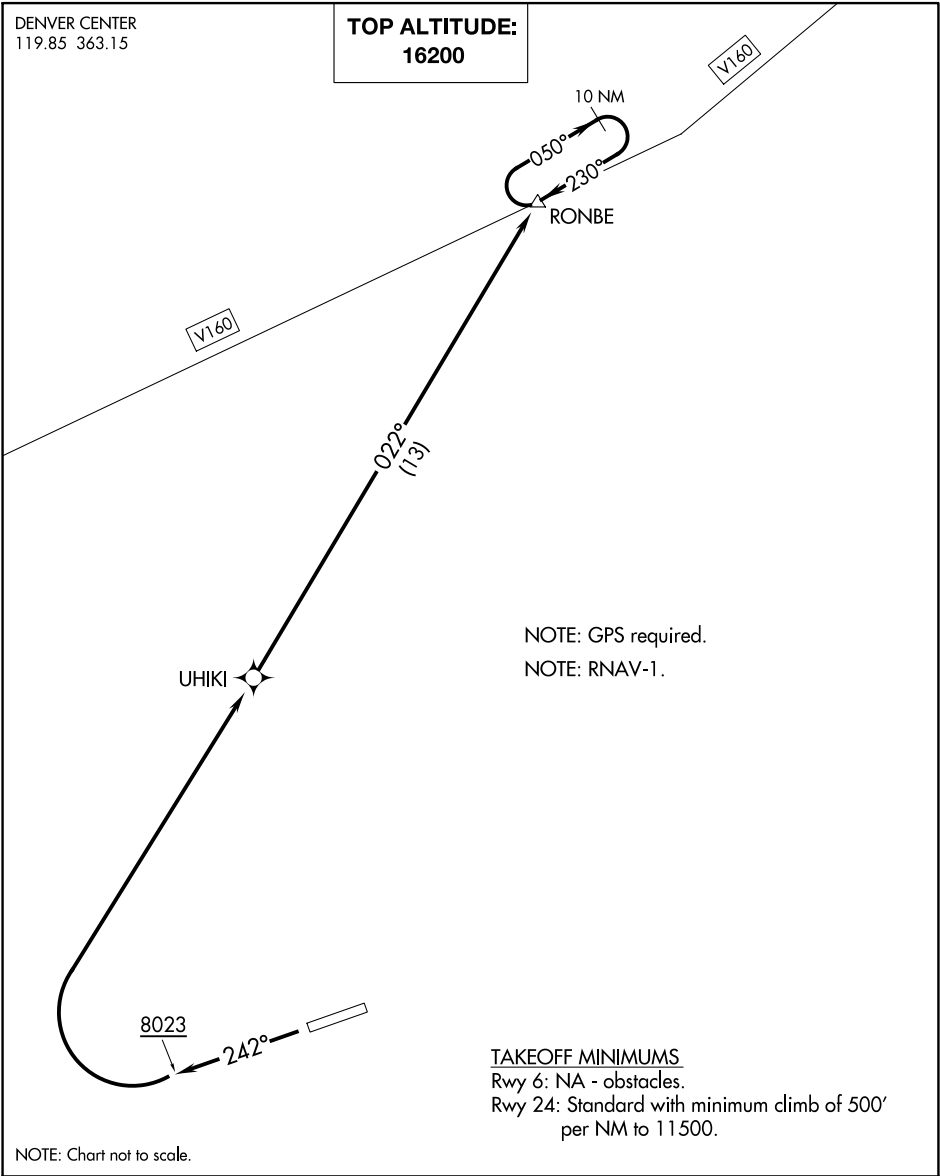 DENVER CENTER
119.85 363.15
TOP ALTITUDE:
16200
V160
10 NM
050°
230°
RONBE
V160
022°
(13)
NOTE: GPS required.
NOTE: RNAV-1.
UHIKI
8023
242°
TAKEOFF MINIMUMS
Rwy 6: NA - obstacles.
Rwy 24: Standard with minimum climb of 500'
per NM to 11500.
NOTE: Chart not to scale.